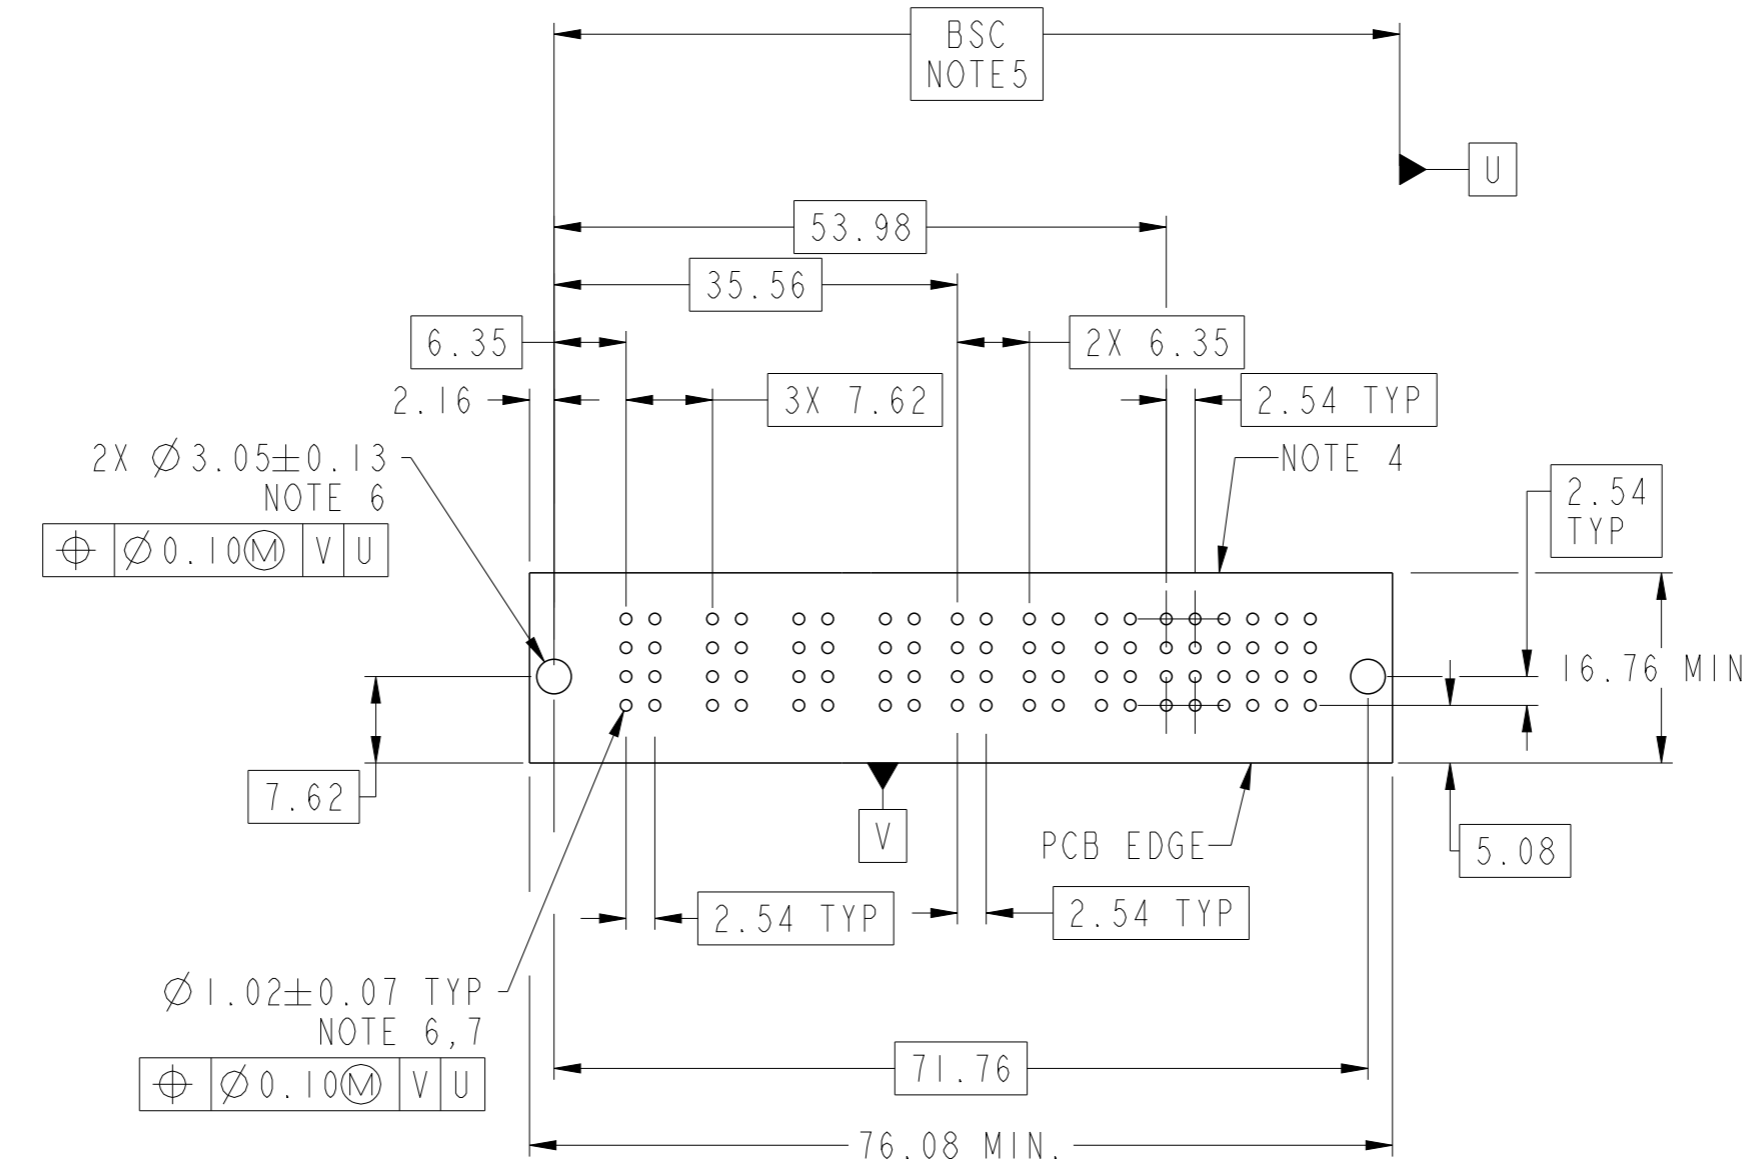 BSC
NOTE5
U
53.98
35.56
6.35
2X 6.35
2.16
3X 7.62
2.54 TYP
2X ⌀3.05±0.13
NOTE 6
⌖ ⌀0.10Ⓜ V U
NOTE 4
2.54
TYP
16.76 MIN
7.62
V
PCB EDGE
5.08
2.54 TYP
2.54 TYP
⌀1.02±0.07 TYP
NOTE 6,7
⌖ ⌀0.10Ⓜ V U
71.76
76.08 MIN.